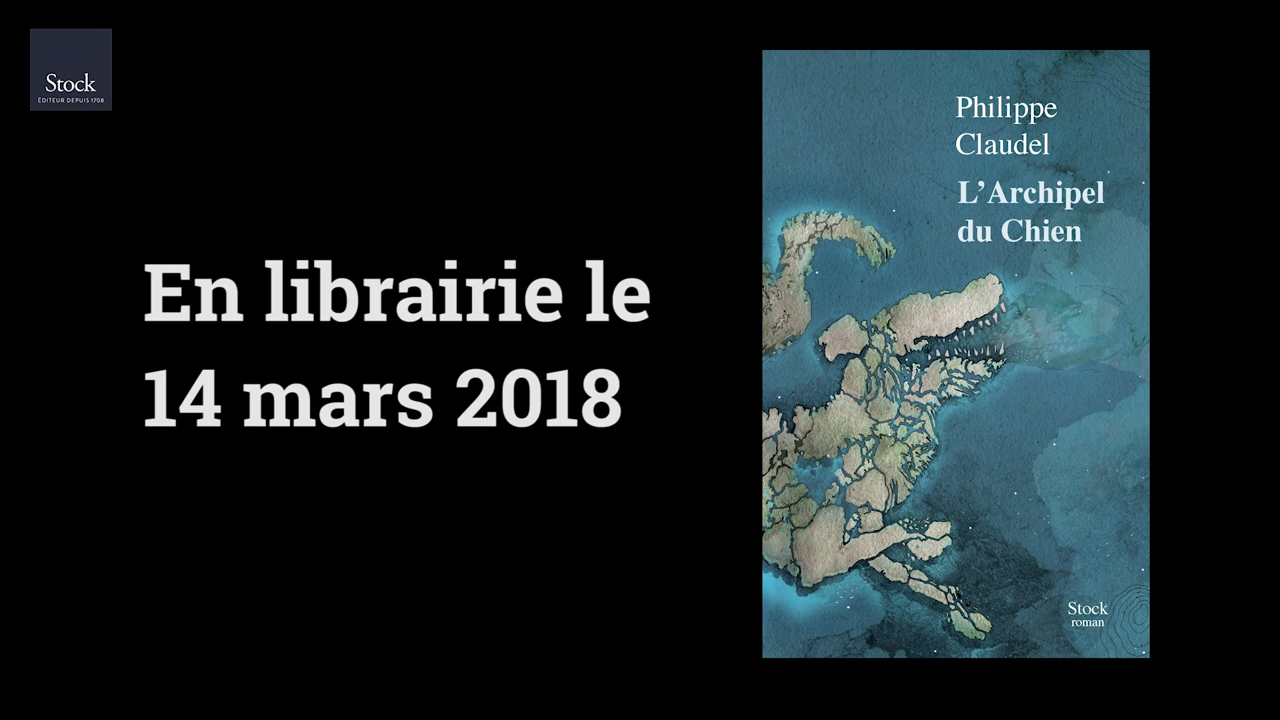 Stock
ÉDITEUR DEPUIS 1708
En librairie le
14 mars 2018
Philippe
Claudel
L’Archipel
du Chien
Stock
roman